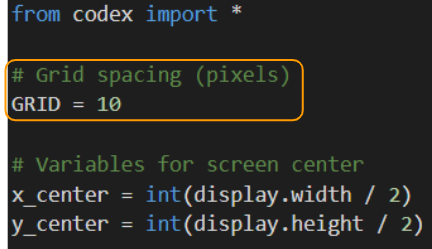 from codex import *
# Grid spacing (pixels)
GRID = 10
# Variables for screen center
x_center = int(display.width / 2)
y_center = int(display.height / 2)